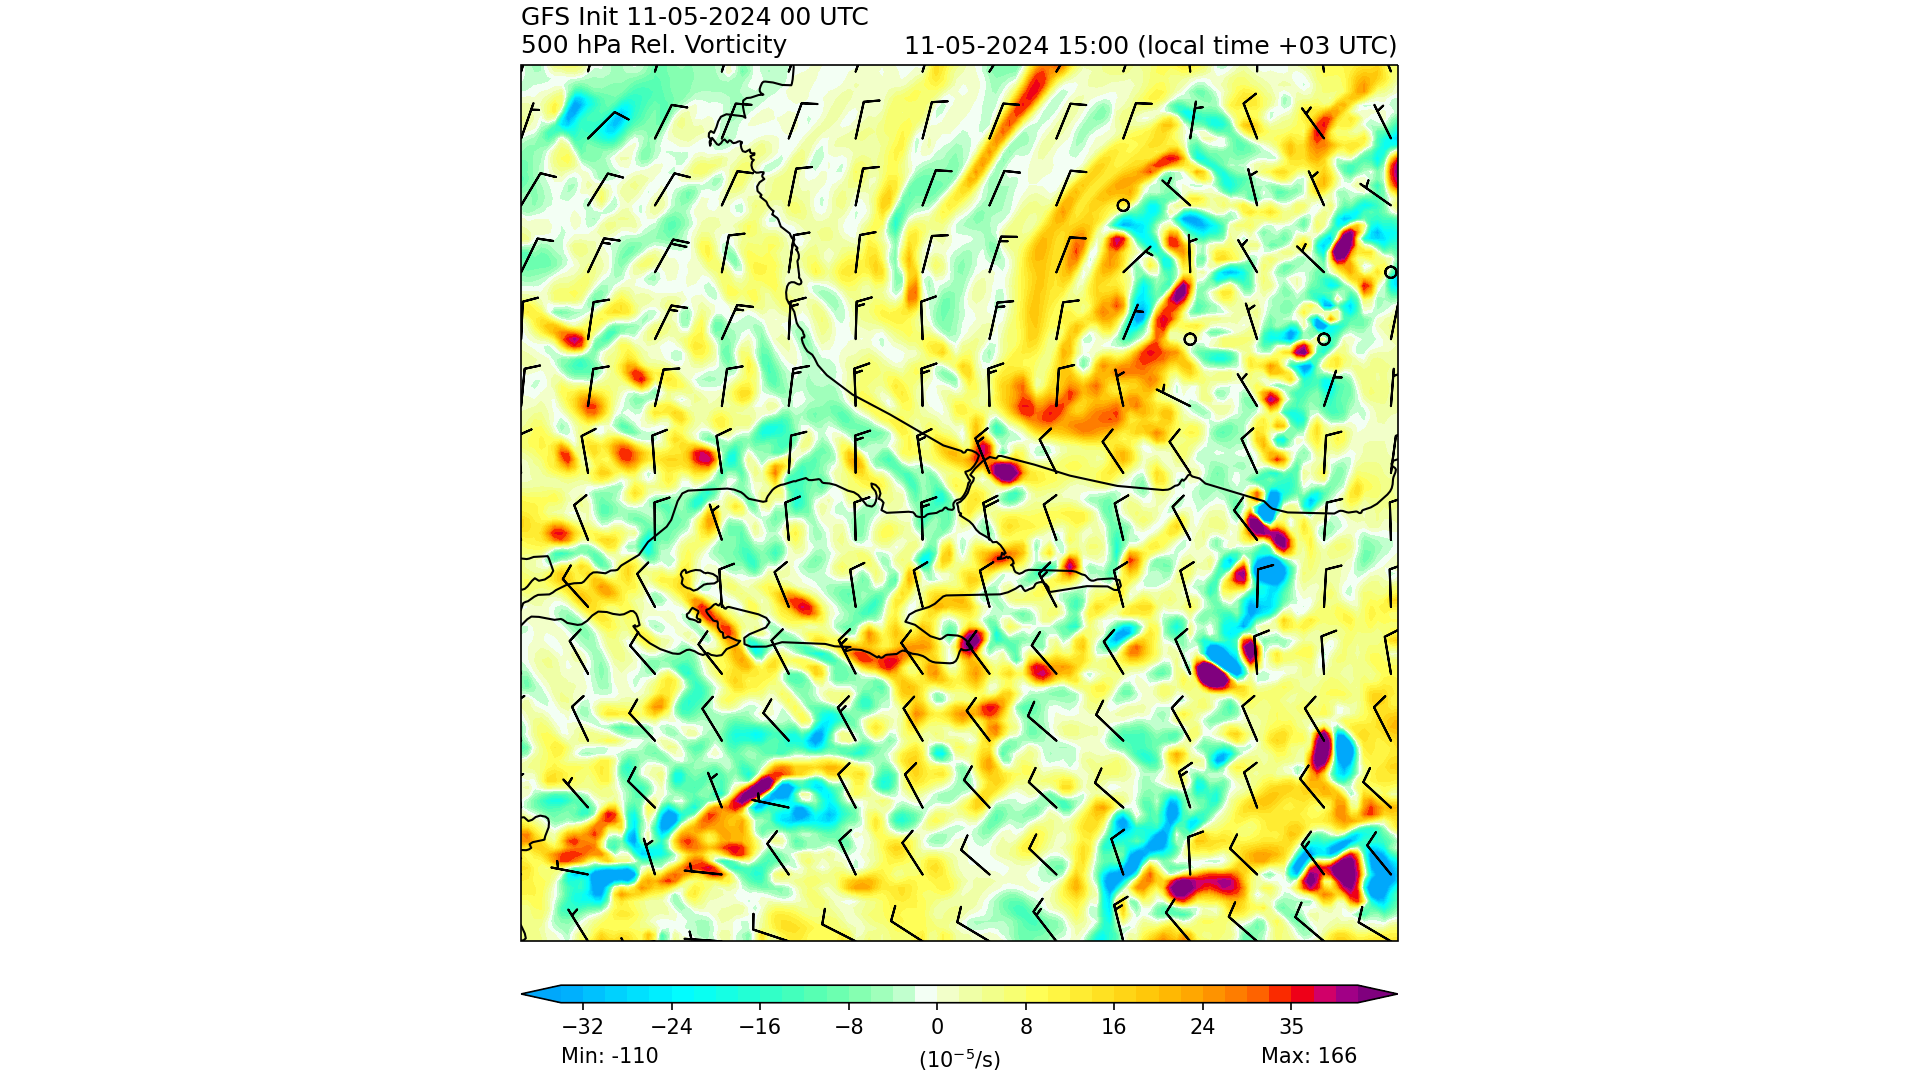 GFS Init 11-05-2024 00 UTC
500 hPa Rel. Vorticity
11-05-2024 15:00 (local time +03 UTC)
−32 −24 −16 −8 0 8 16 24 35
Min: -110
(10⁻⁵/s)
Max: 166